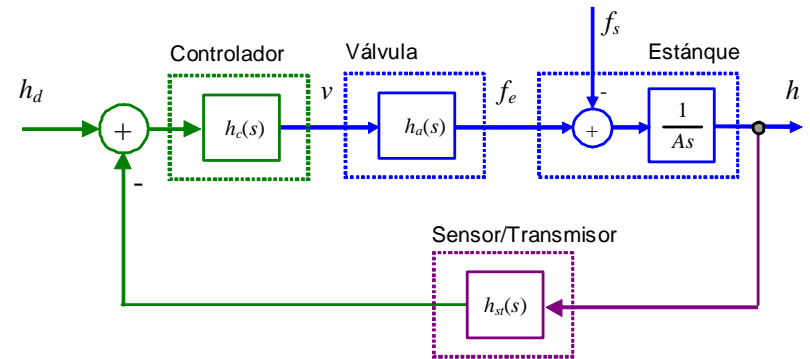 f_s
Controlador
Válvula
Estánque
h_d
v
f_e
h
+
-
h_c(s)
h_a(s)
-
+
1
As
Sensor/Transmisor
h_st(s)